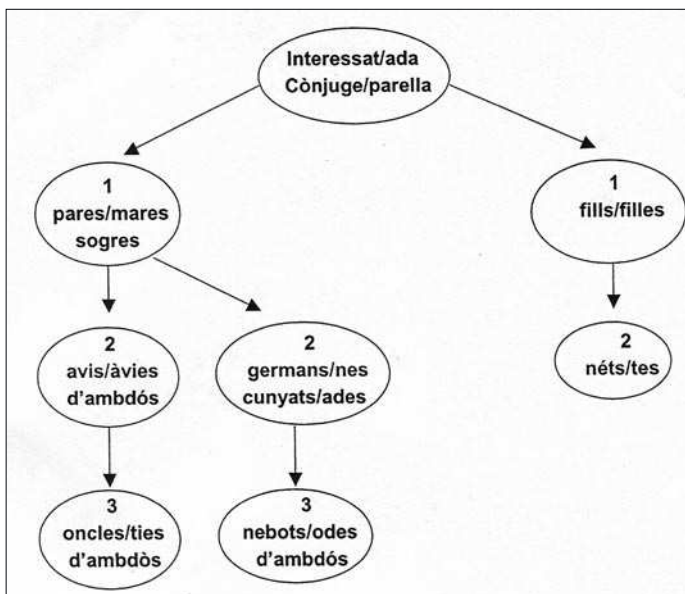 Interessat/ada
Cònjuge/parella
1
pares/mares
sogres
1
fills/filles
2
avis/àvies
d'ambdós
2
germans/nes
cunyats/ades
2
néts/tes
3
oncles/ties
d'ambdòs
3
nebots/odes
d'ambdós